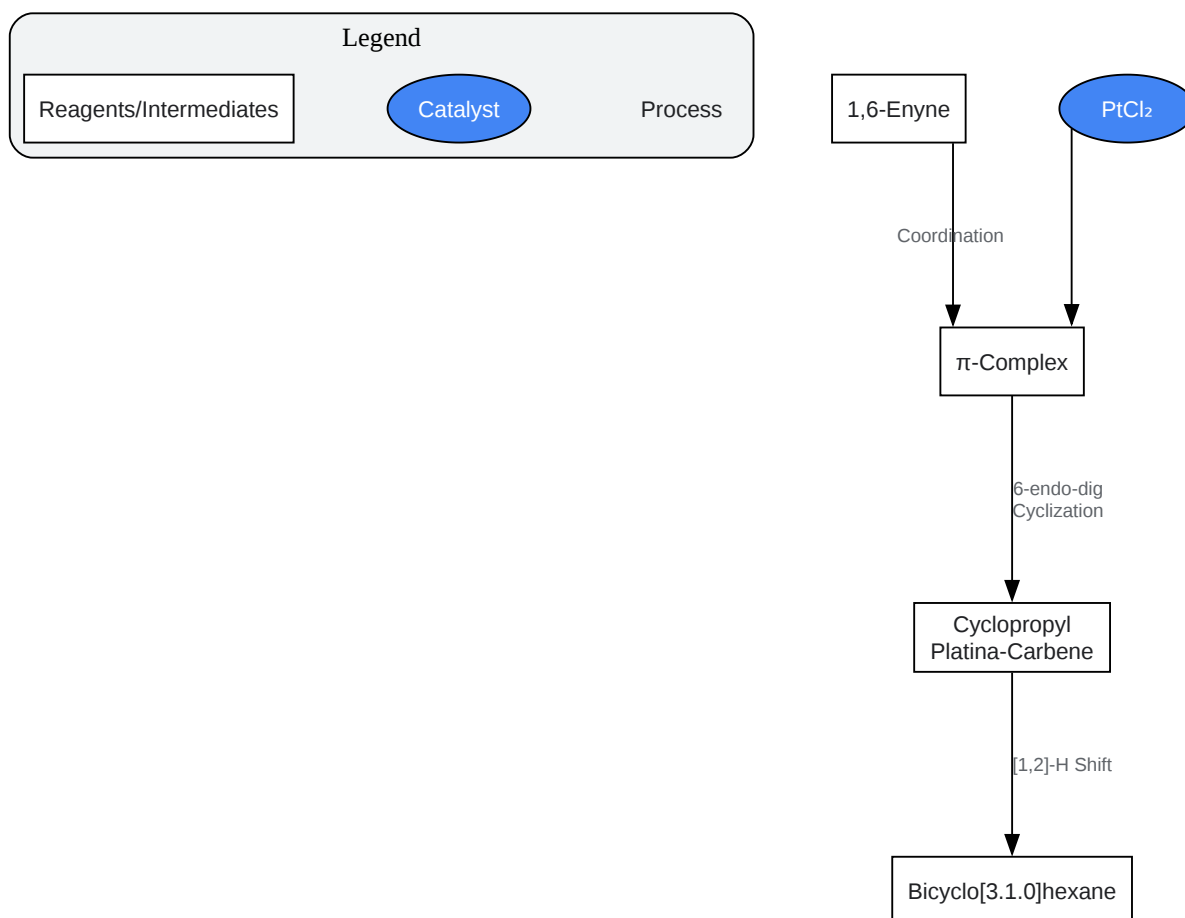 Legend
Reagents/Intermediates
Catalyst
Process
1,6-Enyne
PtCl₂
Coordination
π-Complex
6-endo-dig
Cyclization
Cyclopropyl
Platina-Carbene
[1,2]-H Shift
Bicyclo[3.1.0]hexane